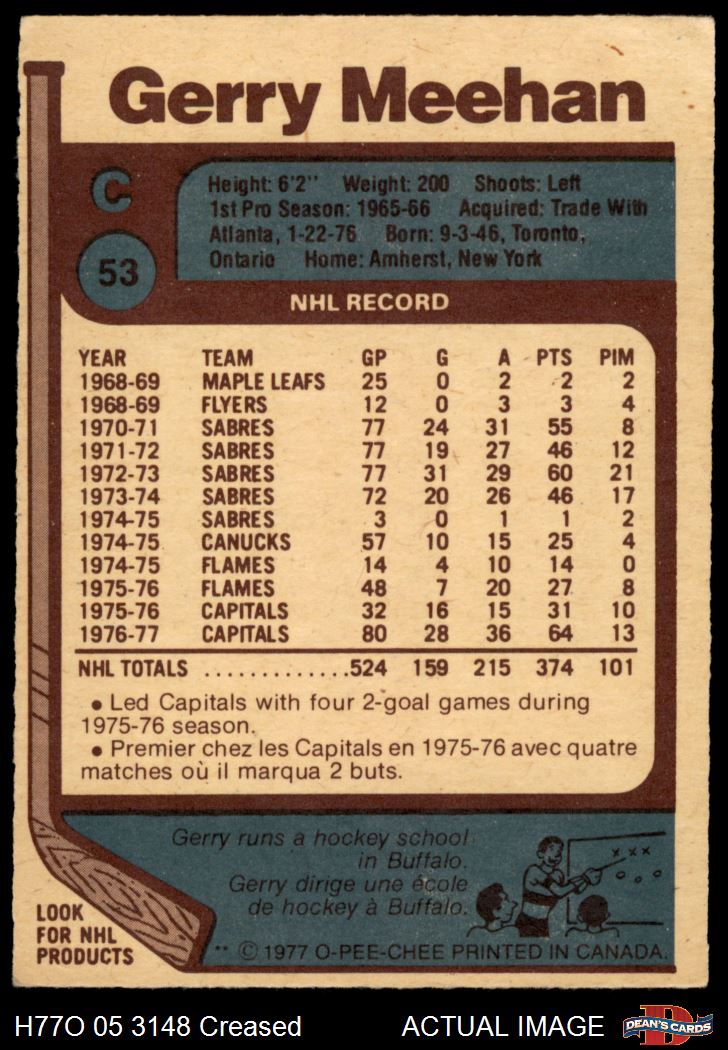 Gerry Meehan
C
53
Height: 6'2" Weight: 200 Shoots: Left
1st Pro Season: 1965-66 Acquired: Trade With
Atlanta, 1-22-76 Born: 9-3-46, Toronto,
Ontario Home: Amherst, New York
NHL RECORD
YEAR TEAM GP G A PTS PIM
1968-69 MAPLE LEAFS 25 0 2 2 2
1968-69 FLYERS 12 0 3 3 4
1970-71 SABRES 77 24 31 55 8
1971-72 SABRES 77 19 27 46 12
1972-73 SABRES 77 31 29 60 21
1973-74 SABRES 72 20 26 46 17
1974-75 SABRES 3 0 1 1 2
1974-75 CANUCKS 57 10 15 25 4
1974-75 FLAMES 14 4 10 14 0
1975-76 FLAMES 48 7 20 27 8
1975-76 CAPITALS 32 16 15 31 10
1976-77 CAPITALS 80 28 36 64 13
NHL TOTALS .............524 159 215 374 101
• Led Capitals with four 2-goal games during
1975-76 season.
• Premier chez les Capitals en 1975-76 avec quatre
matches où il marqua 2 buts.
Gerry runs a hockey school
in Buffalo.
Gerry dirige une école
de hockey à Buffalo.
LOOK
FOR NHL
PRODUCTS
** © 1977 O-PEE-CHEE PRINTED IN CANADA.
H77O 05 3148 Creased ACTUAL IMAGE
D
DEAN'S CARDS